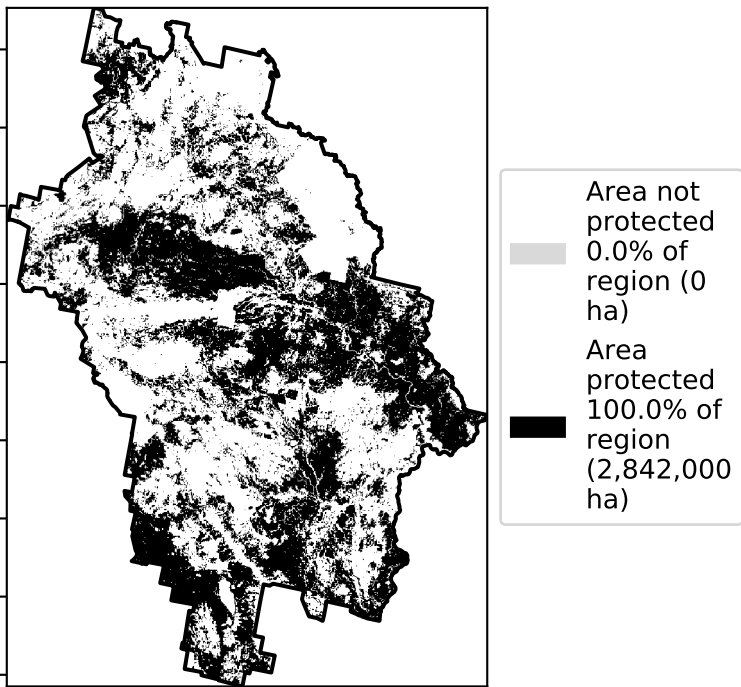 Area not
protected
0.0% of
region (0
ha)
Area
protected
100.0% of
region
(2,842,000
ha)